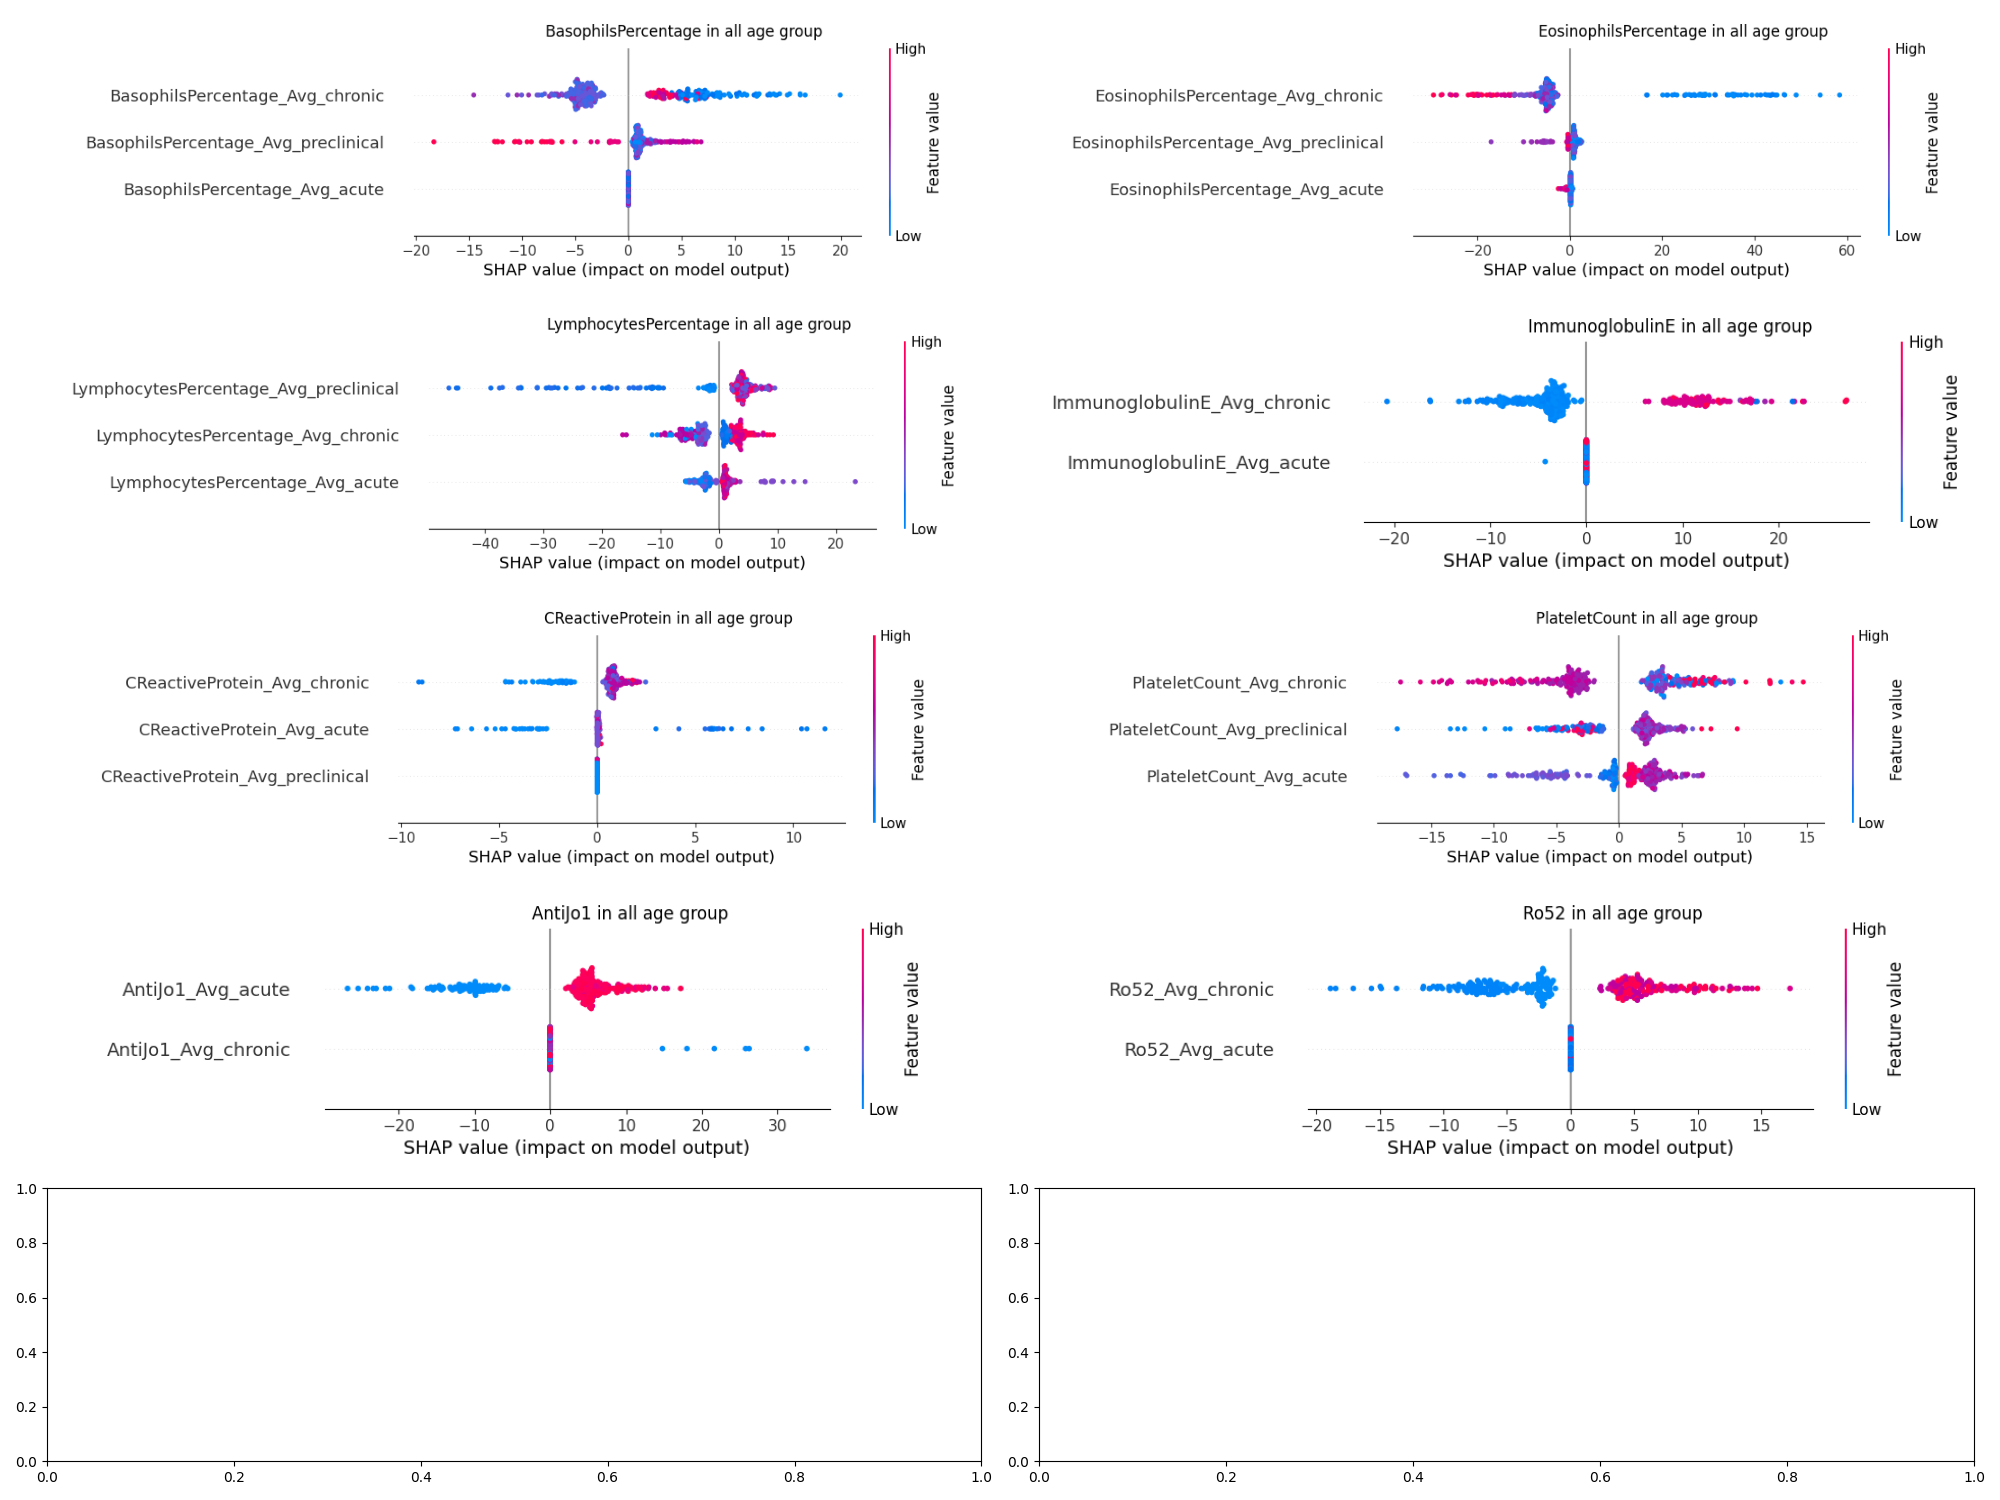 BasophilsPercentage in all age group
High
BasophilsPercentage_Avg_chronic
BasophilsPercentage_Avg_preclinical
BasophilsPercentage_Avg_acute
Feature value
Low
−20 −15 −10 −5 0 5 10 15 20
SHAP value (impact on model output)
EosinophilsPercentage in all age group
High
EosinophilsPercentage_Avg_chronic
EosinophilsPercentage_Avg_preclinical
EosinophilsPercentage_Avg_acute
Feature value
Low
−20 0 20 40 60
SHAP value (impact on model output)
LymphocytesPercentage in all age group
High
LymphocytesPercentage_Avg_preclinical
LymphocytesPercentage_Avg_chronic
LymphocytesPercentage_Avg_acute
Feature value
Low
−40 −30 −20 −10 0 10 20
SHAP value (impact on model output)
ImmunoglobulinE in all age group
High
ImmunoglobulinE_Avg_chronic
ImmunoglobulinE_Avg_acute
Feature value
Low
−20 −10 0 10 20
SHAP value (impact on model output)
CReactiveProtein in all age group
High
CReactiveProtein_Avg_chronic
CReactiveProtein_Avg_acute
CReactiveProtein_Avg_preclinical
Feature value
Low
−10 −5 0 5 10
SHAP value (impact on model output)
PlateletCount in all age group
High
PlateletCount_Avg_chronic
PlateletCount_Avg_preclinical
PlateletCount_Avg_acute
Feature value
Low
−15 −10 −5 0 5 10 15
SHAP value (impact on model output)
AntiJo1 in all age group
High
AntiJo1_Avg_acute
AntiJo1_Avg_chronic
Feature value
Low
−20 −10 0 10 20 30
SHAP value (impact on model output)
Ro52 in all age group
High
Ro52_Avg_chronic
Ro52_Avg_acute
Feature value
Low
−20 −15 −10 −5 0 5 10 15
SHAP value (impact on model output)
1.0
0.8
0.6
0.4
0.2
0.0
0.0 0.2 0.4 0.6 0.8 1.0
1.0
0.8
0.6
0.4
0.2
0.0
0.0 0.2 0.4 0.6 0.8 1.0